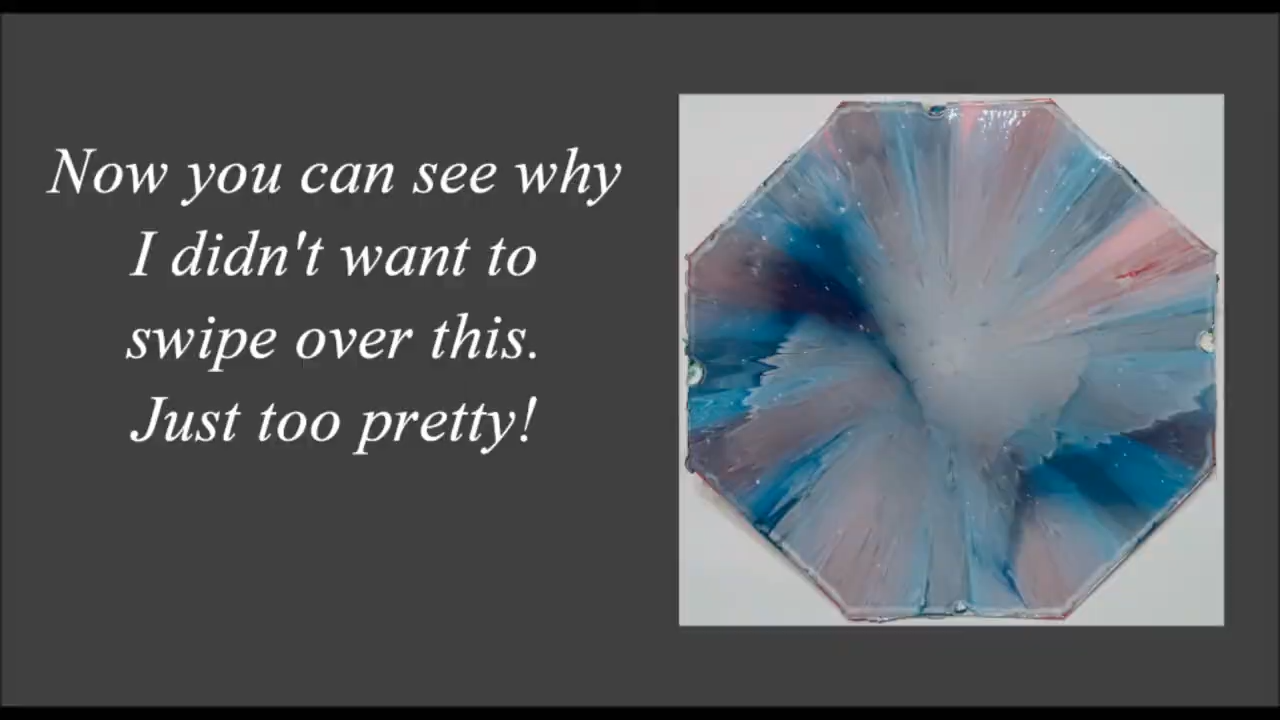 Now you can see why
I didn't want to
swipe over this.
Just too pretty!